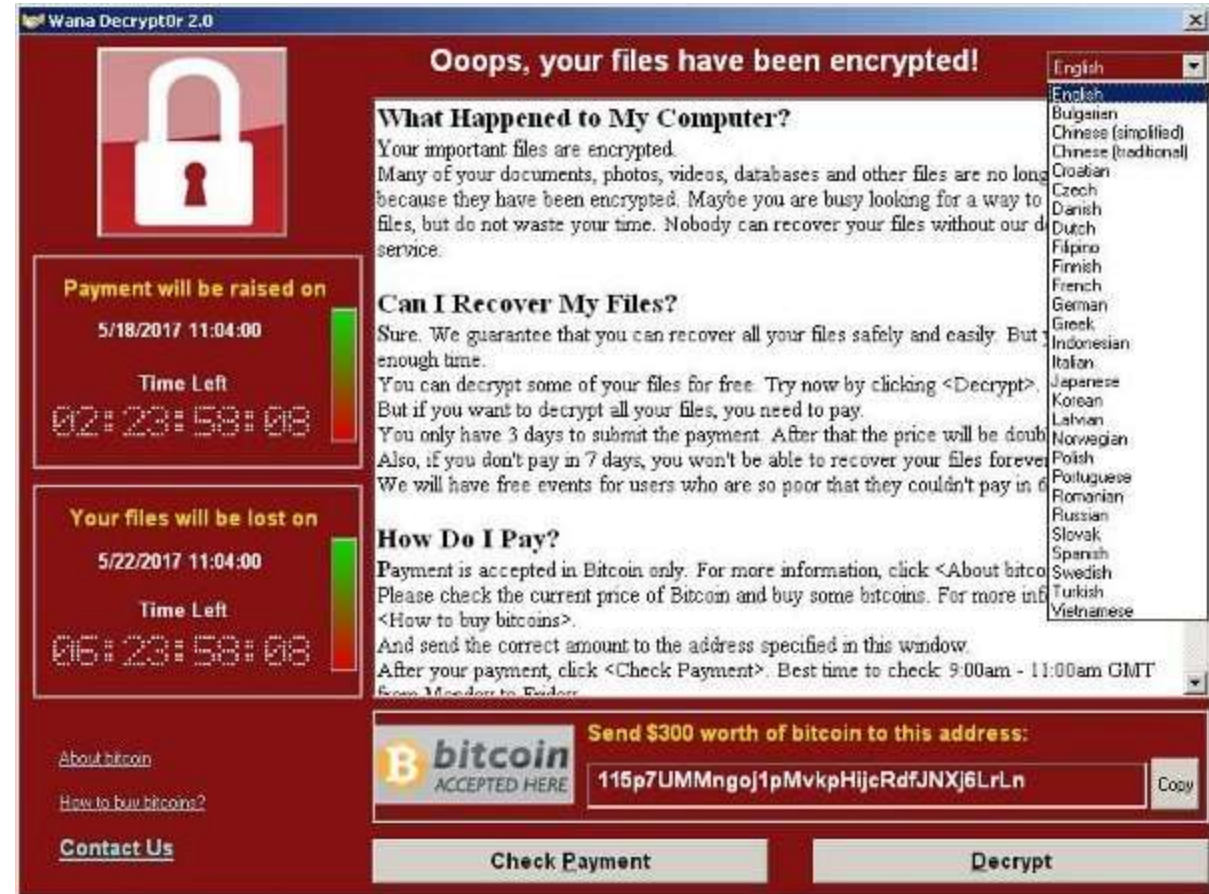 Wana Decrypt0r 2.0
Ooops, your files have been encrypted!
English
English
Bulgarian
Chinese (simplified)
Chinese (traditional)
Croatian
Czech
Danish
Dutch
Filipino
Finnish
French
German
Greek
Indonesian
Italian
Japanese
Korean
Latvian
Norwegian
Polish
Portuguese
Romanian
Russian
Slovak
Spanish
Swedish
Turkish
Vietnamese
Payment will be raised on
5/18/2017 11:04:00
Time Left
02:23:58:08
Your files will be lost on
5/22/2017 11:04:00
Time Left
06:23:58:08
About bitcoin
How to buy bitcoins?
Contact Us
What Happened to My Computer?
Your important files are encrypted.
Many of your documents, photos, videos, databases and other files are no
because they have been encrypted. Maybe you are busy looking for a way to
files, but do not waste your time. Nobody can recover your files without our
service.
Can I Recover My Files?
Sure. We guarantee that you can recover all your files safely and easily. But
enough time.
You can decrypt some of your files for free. Try now by clicking <Decrypt>.
But if you want to decrypt all your files, you need to pay.
You only have 3 days to submit the payment. After that the price will be
Also, if you don't pay in 7 days, you won't be able to recover your files forever
We will have free events for users who are so poor that they couldn't pay in 6
How Do I Pay?
Payment is accepted in Bitcoin only. For more information, click <About
Please check the current price of Bitcoin and buy some bitcoins. For more
<How to buy bitcoins>.
And send the correct amount to the address specified in this window.
After your payment, click <Check Payment>. Best time to check: 9:00am - 11:00am GMT
from Monday to Friday
bitcoin
ACCEPTED HERE
Send $300 worth of bitcoin to this address:
115p7UMMngoj1pMvkpHijcRdfJNXj6LrLn
Copy
Check Payment
Decrypt